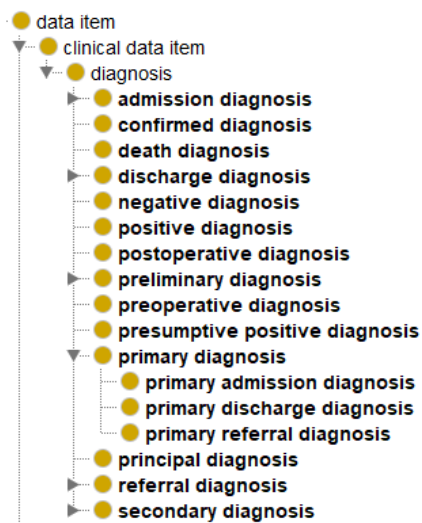 data item
clinical data item
diagnosis
admission diagnosis
confirmed diagnosis
death diagnosis
discharge diagnosis
negative diagnosis
positive diagnosis
postoperative diagnosis
preliminary diagnosis
preoperative diagnosis
presumptive positive diagnosis
primary diagnosis
primary admission diagnosis
primary discharge diagnosis
primary referral diagnosis
principal diagnosis
referral diagnosis
secondary diagnosis